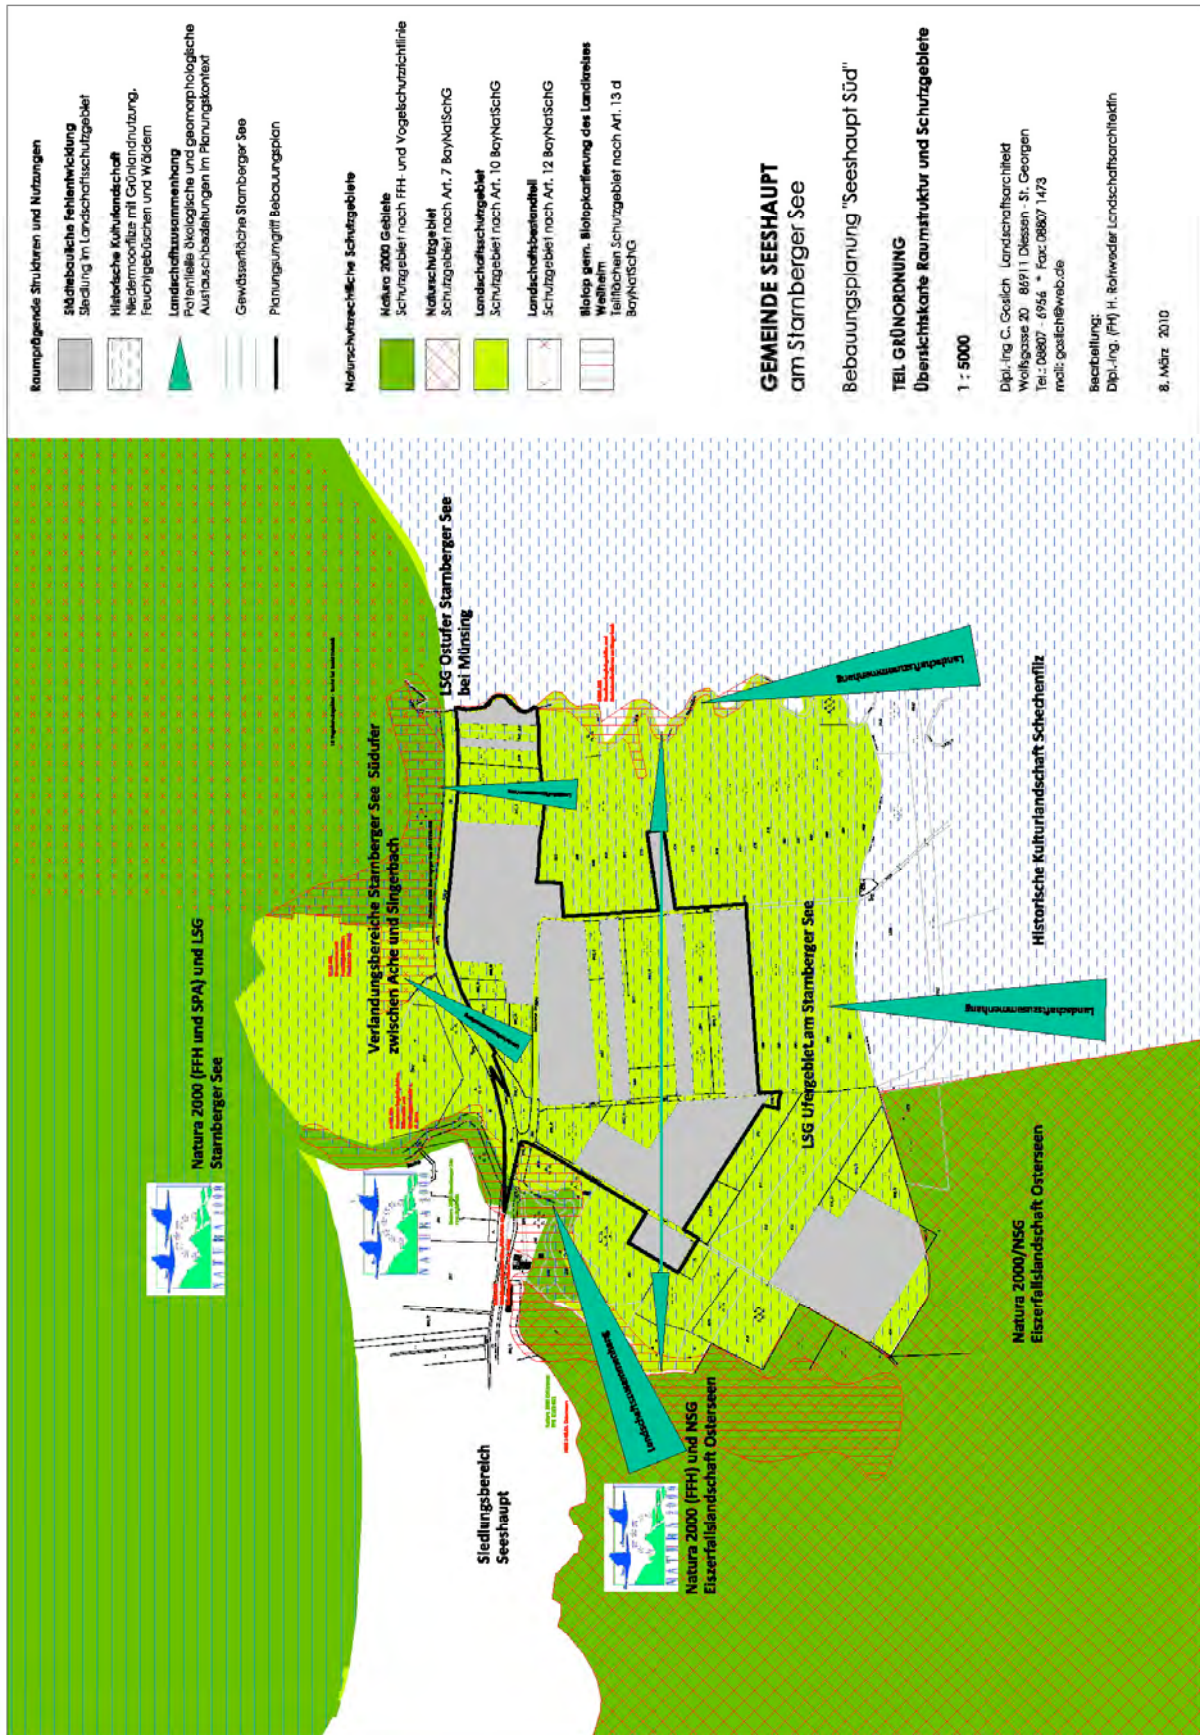 Raumprägende Strukturen und Nutzungen
Städtebauliche Fehlentwicklung
Siedlung im Landschaftsschutzgebiet
Historische Kulturlandschaft
Niedermoorfilze mit Grünlandnutzung,
Feuchtgebüschen und Wäldern
Landschaftszusammenhang
Potentielle ökologische und geomorphologische
Austauschbeziehungen im Planungskontext
Gewässerfläche Starnberger See
Planungsumgriff Bebauungsplan
Naturschutzrechtliche Schutzgebiete
Natura 2000 Gebiete
Schutzgebiet nach FFH- und Vogelschutzrichtlinie
Naturschutzgebiet
Schutzgebiet nach Art. 7 BayNatSchG
Landschaftsschutzgebiet
Schutzgebiet nach Art. 10 BayNatSchG
Landschaftsbestandteil
Schutzgebiet nach Art. 12 BayNatSchG
Biotop gem. Biotopkartierung des Landkreises
Weilheim
Teilflächen Schutzgebiet nach Art. 13 d
BayNatSchG
GEMEINDE SEESHAUPT
am Starnberger See
Bebauungsplanung "Seeshaupt Süd"
TEIL GRÜNORDNUNG
Übersichtskarte Raumstruktur und Schutzgebiete
1 : 5000
Dipl.-Ing C. Goslich Landschaftsarchitekt
Wolfsgasse 20 86911 Diessen - St. Georgen
Tel.: 08807 - 6956 * Fax: 08807 1473
mail: goslich@web.de
Bearbeitung:
Dipl.-Ing. (FH) H. Rohweder LandschaftsarchitektIn
8. März 2010
Natura 2000 (FFH und SPA) und LSG
Starnberger See
NATURA 2000
LSG Ostufer Starnberger See
bei Münsing
Verlandungsbereiche Starnberger See Südufer
zwischen Ache und Singerbach
NATURA 2000
Siedlungsbereich
Seeshaupt
LSG Ufergebiet am Starnberger See
Landschaftszusammenhang
Landschaftszusammenhang
Landschaftszusammenhang
Historische Kulturlandschaft Schechenfilz
NATURA 2000
Natura 2000 (FFH) und NSG
Eiszerfallslandschaft Osterseen
Natura 2000/NSG
Eiszerfallslandschaft Osterseen